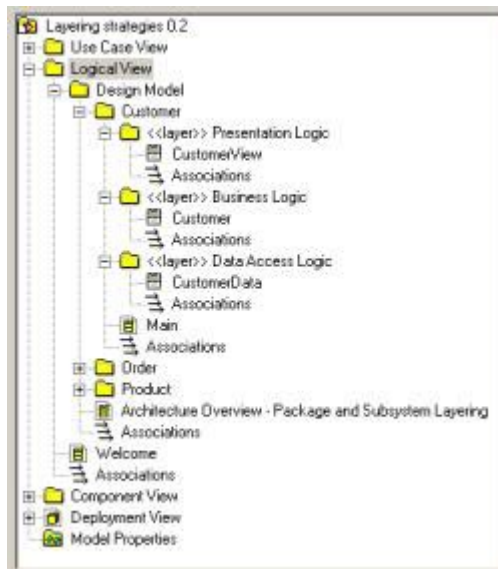 Layering strategies 0.2
Use Case View
Logical View
Design Model
Customer
<<layer>> Presentation Logic
CustomerView
Associations
<<layer>> Business Logic
Customer
Associations
<<layer>> Data Access Logic
CustomerData
Associations
Main
Associations
Order
Product
Architecture Overview - Package and Subsystem Layering
Associations
Welcome
Associations
Component View
Deployment View
Model Properties